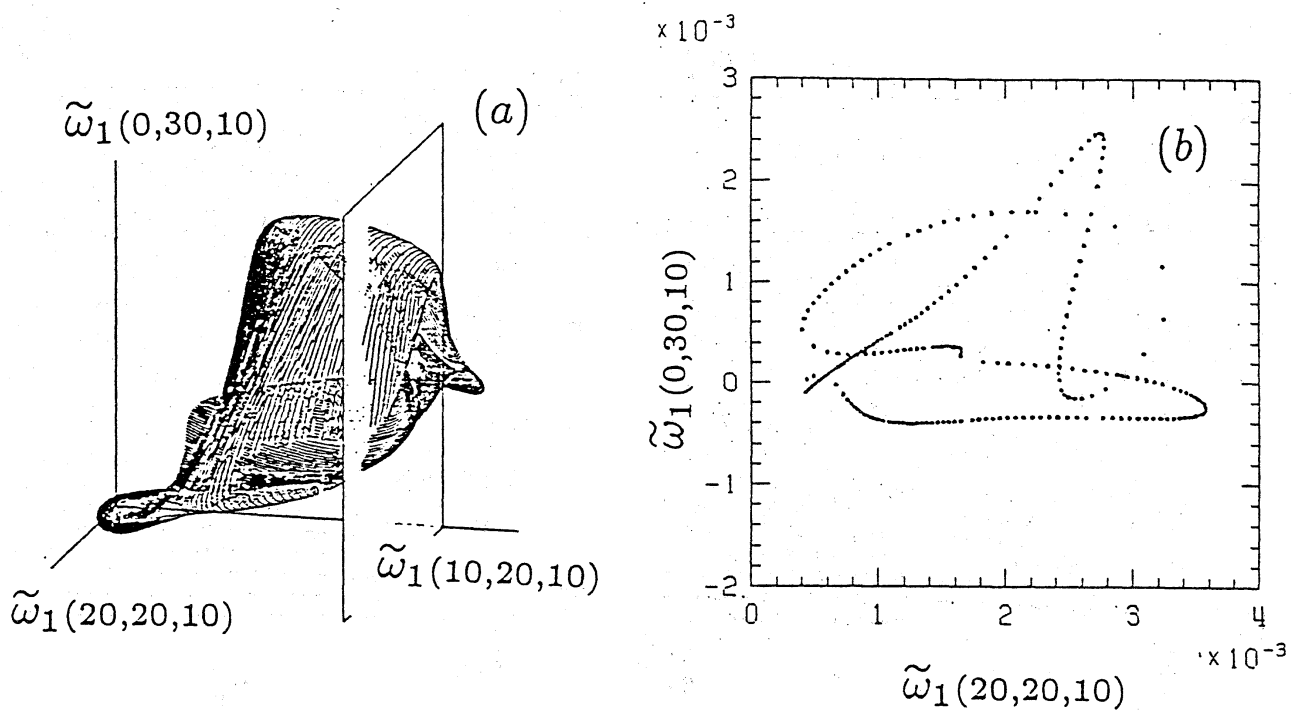 (a)
ω̃₁(0,30,10)
ω̃₁(10,20,10)
ω̃₁(20,20,10)
× 10⁻³
(b)
3
2
1
0
-1
-2
0 1 2 3 4
× 10⁻³
ω̃₁(0,30,10)
ω̃₁(20,20,10)